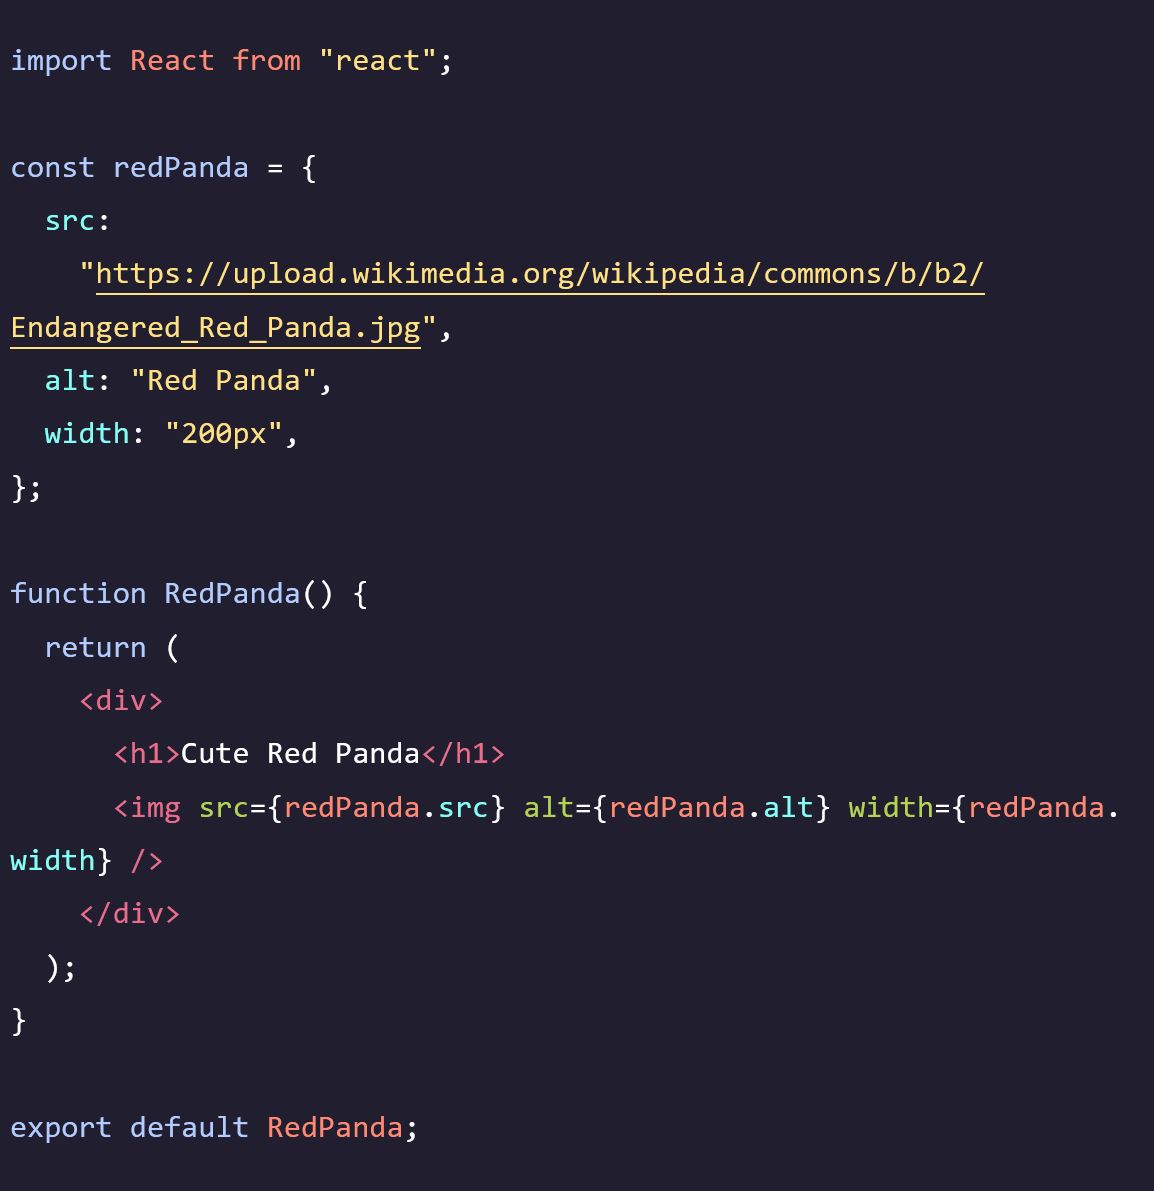 import React from "react";
const redPanda = {
  src:
    "https://upload.wikimedia.org/wikipedia/commons/b/b2/
Endangered_Red_Panda.jpg",
  alt: "Red Panda",
  width: "200px",
};
function RedPanda() {
  return (
    <div>
      <h1>Cute Red Panda</h1>
      <img src={redPanda.src} alt={redPanda.alt} width={redPanda.
width} />
    </div>
  );
}
export default RedPanda;